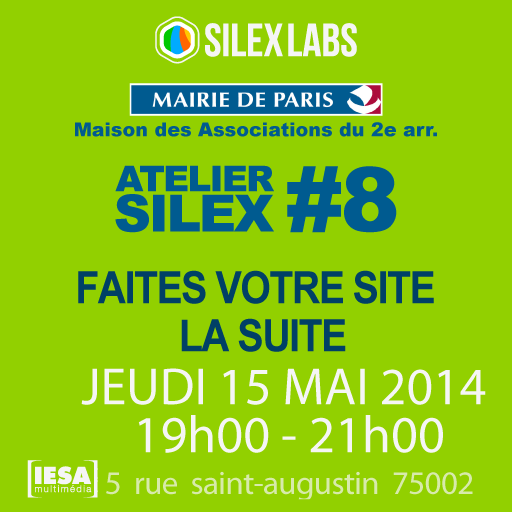 SILEX LABS
MAIRIE DE PARIS
Maison des Associations du 2e arr.
ATELIER
SILEX #8
FAITES VOTRE SITE
LA SUITE
JEUDI 15 MAI 2014
19h00 - 21h00
[IESA
multimédia]
5 rue saint-augustin 75002